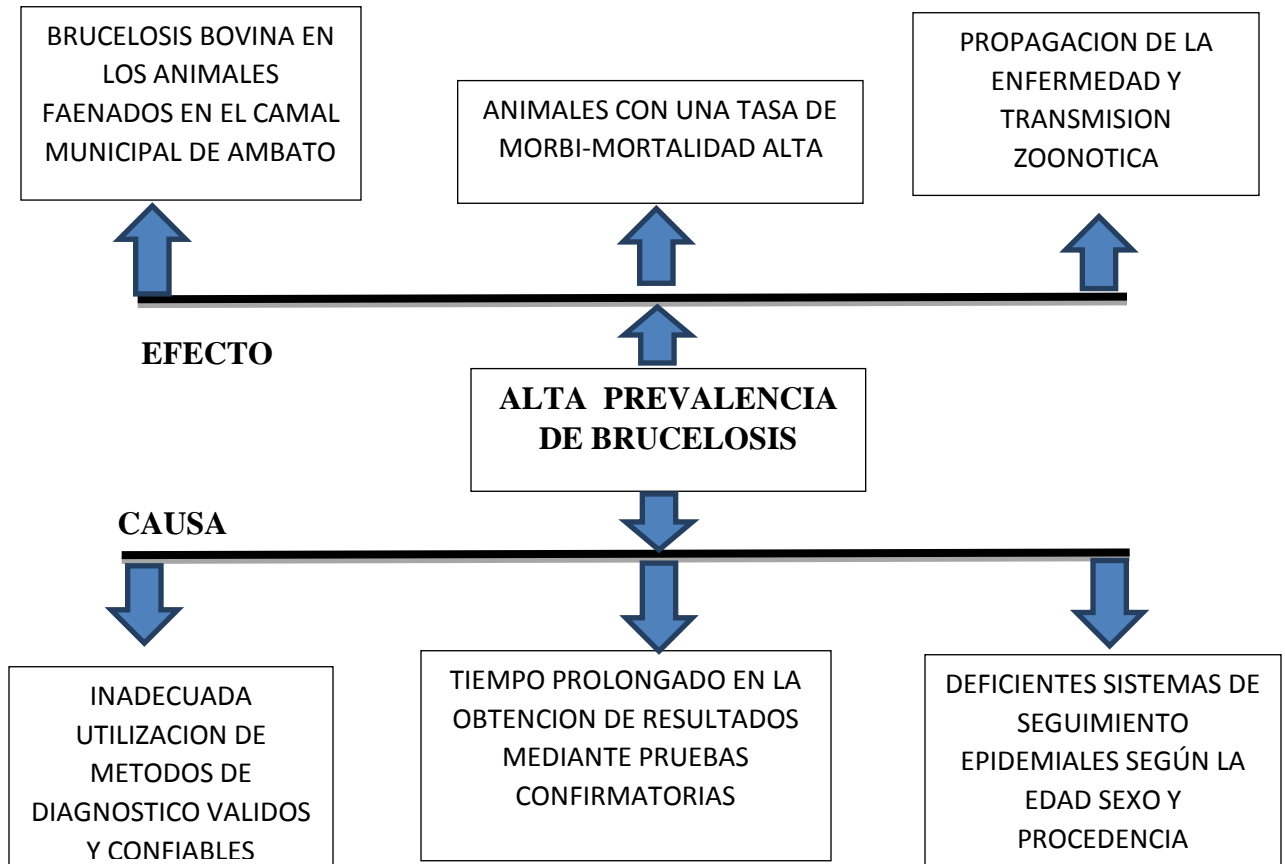 BRUCELOSIS BOVINA EN
LOS ANIMALES
FAENADOS EN EL CAMAL
MUNICIPAL DE AMBATO
ANIMALES CON UNA TASA DE
MORBI-MORTALIDAD ALTA
PROPAGACION DE LA
ENFERMEDAD Y
TRANSMISION
ZOONOTICA
EFECTO
ALTA PREVALENCIA
DE BRUCELOSIS
CAUSA
INADECUADA
UTILIZACION DE
METODOS DE
DIAGNOSTICO VALIDOS
Y CONFIABLES
TIEMPO PROLONGADO EN LA
OBTENCION DE RESULTADOS
MEDIANTE PRUEBAS
CONFIRMATORIAS
DEFICIENTES SISTEMAS DE
SEGUIMIENTO
EPIDEMIALES SEGÚN LA
EDAD SEXO Y
PROCEDENCIA